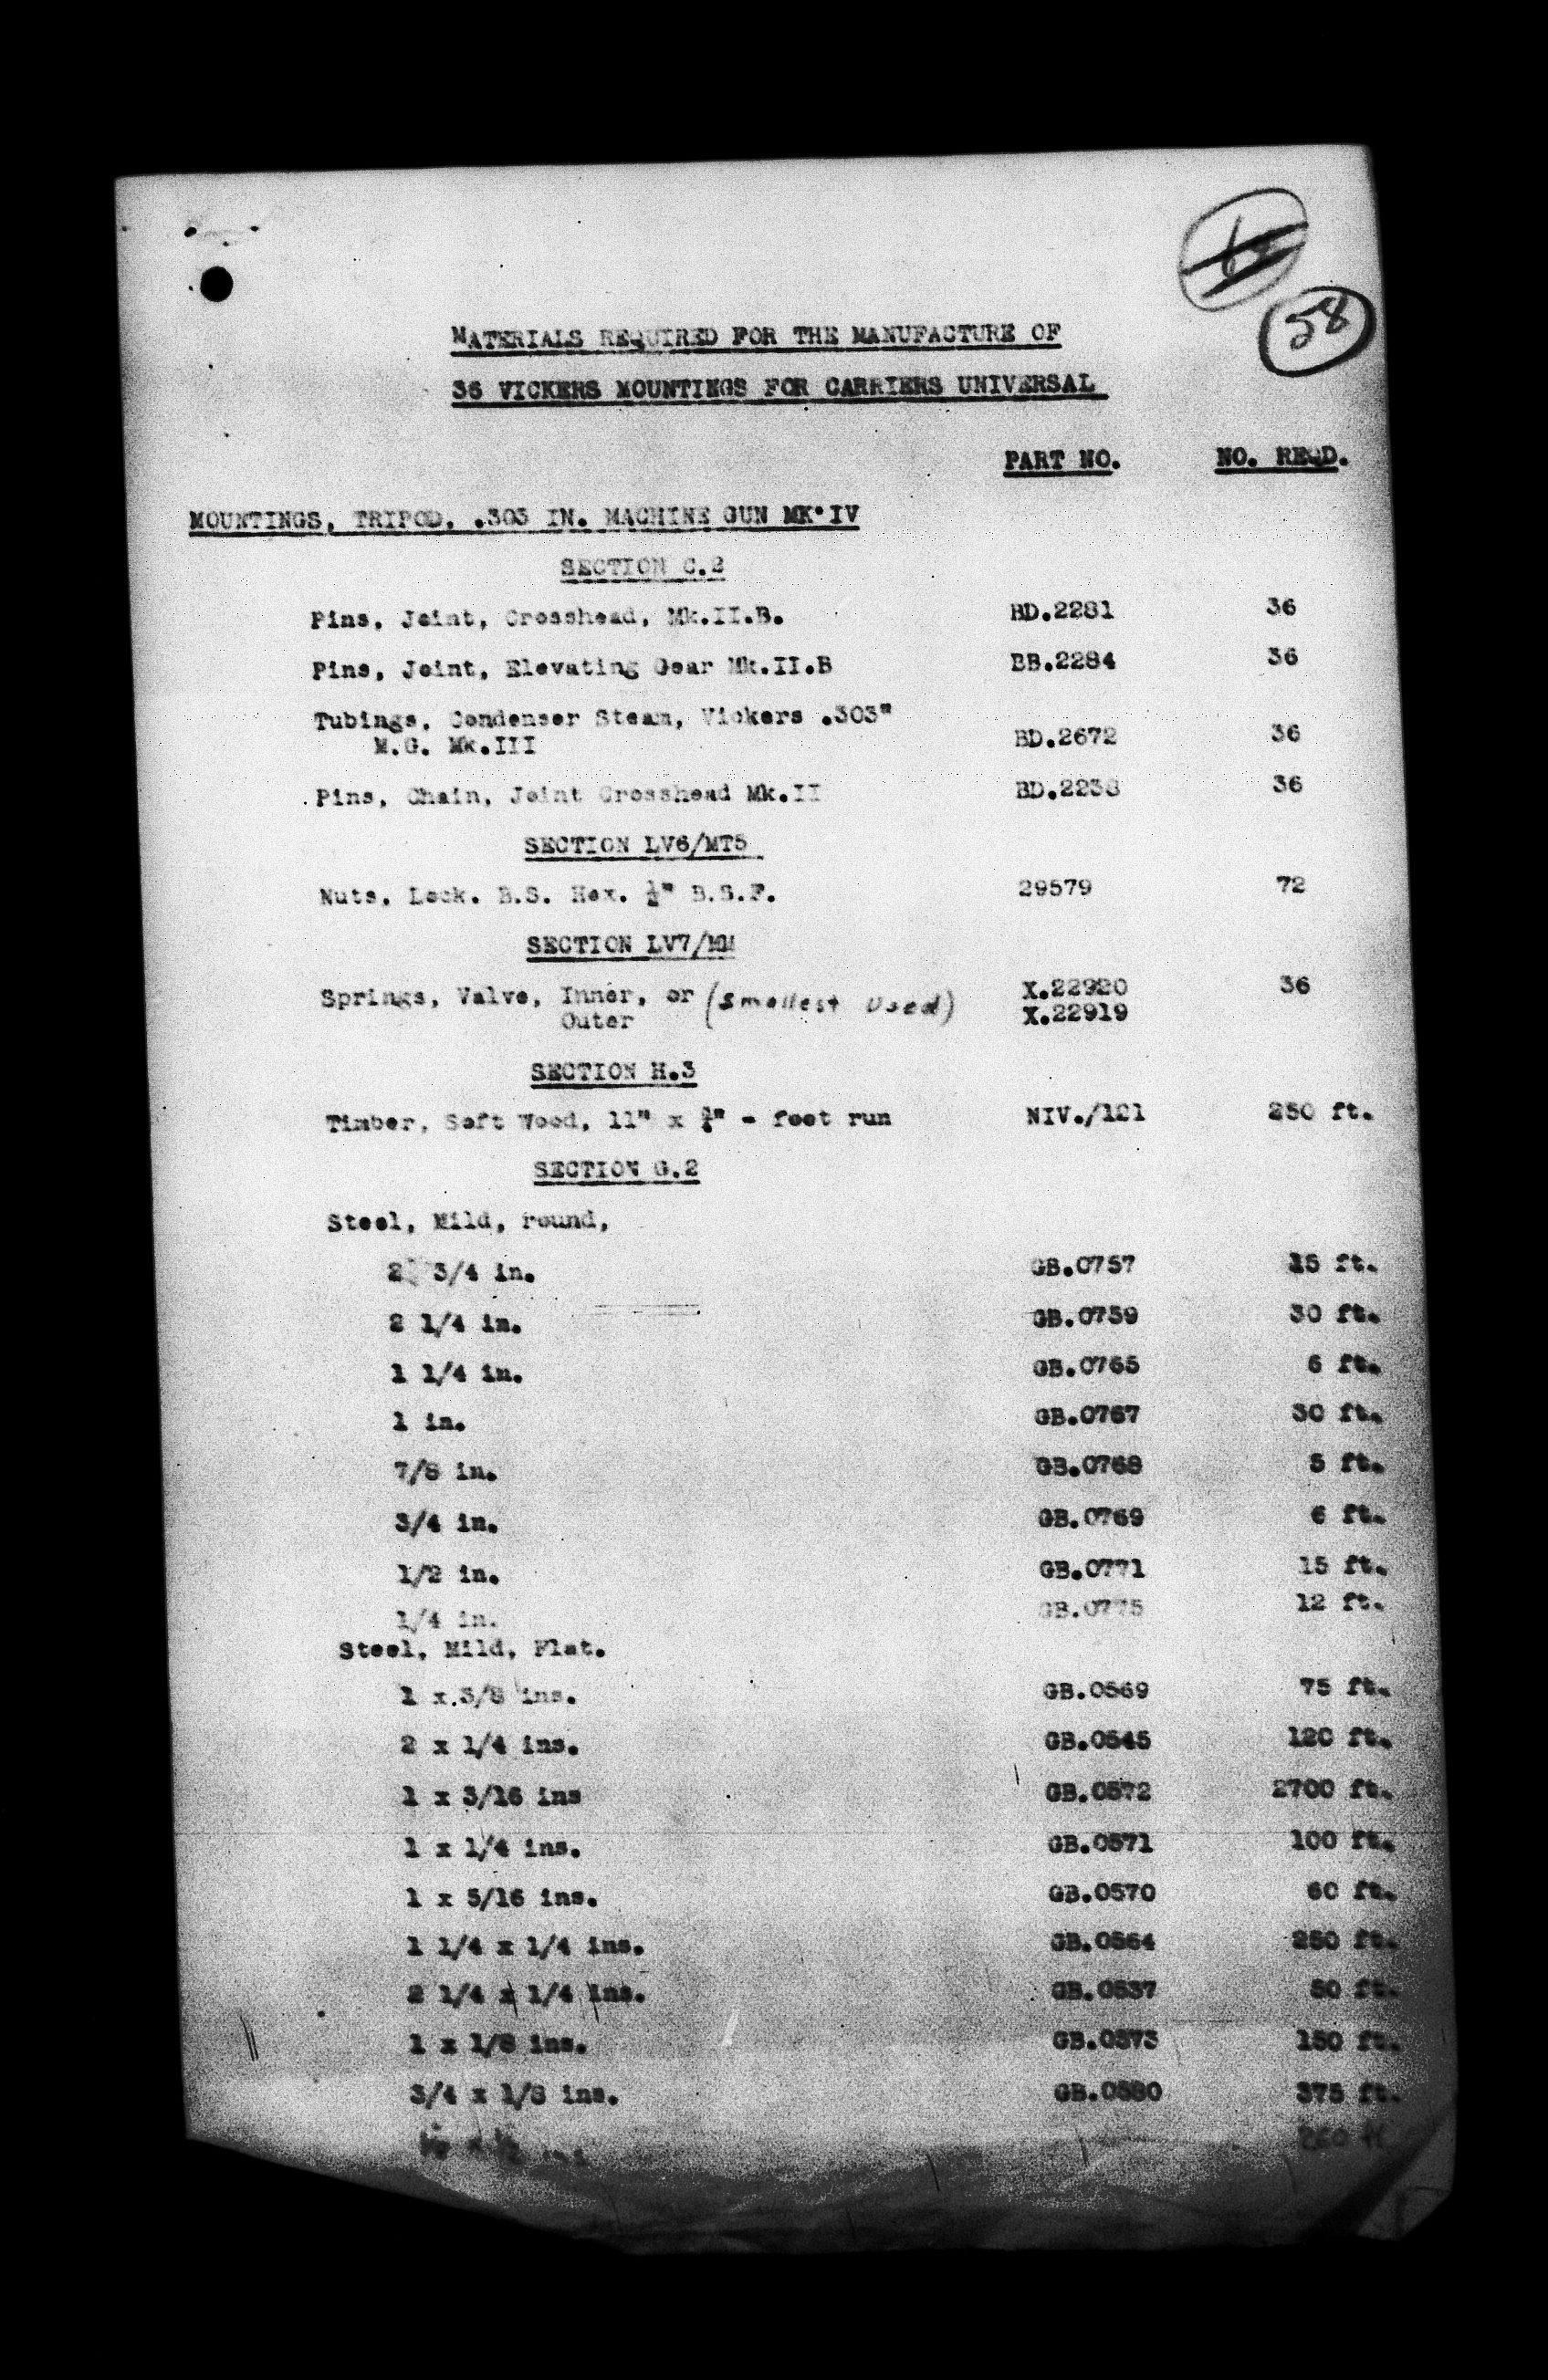 58
MATERIALS REQUIRED FOR THE MANUFACTURE OF
36 VICKERS MOUNTINGS FOR CARRIERS UNIVERSAL
PART NO. NO. REQD.
MOUNTINGS, TRIPOD, .303 IN. MACHINE GUN MK.IV
SECTION C.2
Pins, Joint, Crosshead, Mk.II.B. BD.2281 36
Pins, Joint, Elevating Gear Mk.II.B BB.2284 36
Tubings, Condenser Steam, Vickers .303"
M.G. Mk.III BD.2672 36
Pins, Chain, Joint Crosshead Mk.II BD.2238 36
SECTION LV6/MT5
Nuts, Lock. B.S. Hex. ½" B.S.F. 29579 72
SECTION LV7/MM
Springs, Valve, Inner, or (Smallest Used) X.22920 36
Outer X.22919
SECTION H.3
Timber, Soft Wood, 11" x ¾" - feet run NIV./121 250 ft.
SECTION G.2
Steel, Mild, round,
2 3/4 in. GB.0757 15 ft.
2 1/4 in. GB.0759 30 ft.
1 1/4 in. GB.0765 6 ft.
1 in. GB.0767 30 ft.
7/8 in. GB.0768 5 ft.
3/4 in. GB.0769 6 ft.
1/2 in. GB.0771 15 ft.
1/4 in. GB.0775 12 ft.
Steel, Mild, Flat.
1 x 3/8 ins. GB.0569 75 ft.
2 x 1/4 ins. GB.0545 120 ft.
1 x 3/16 ins GB.0572 2700 ft.
1 x 1/4 ins. GB.0571 100 ft.
1 x 5/16 ins. GB.0570 60 ft.
1 1/4 x 1/4 ins. GB.0564 250 ft.
2 1/4 x 1/4 ins. GB.0537 50 ft.
1 x 1/8 ins. GB.0573 150 ft.
3/4 x 1/8 ins. GB.0580 375 ft.